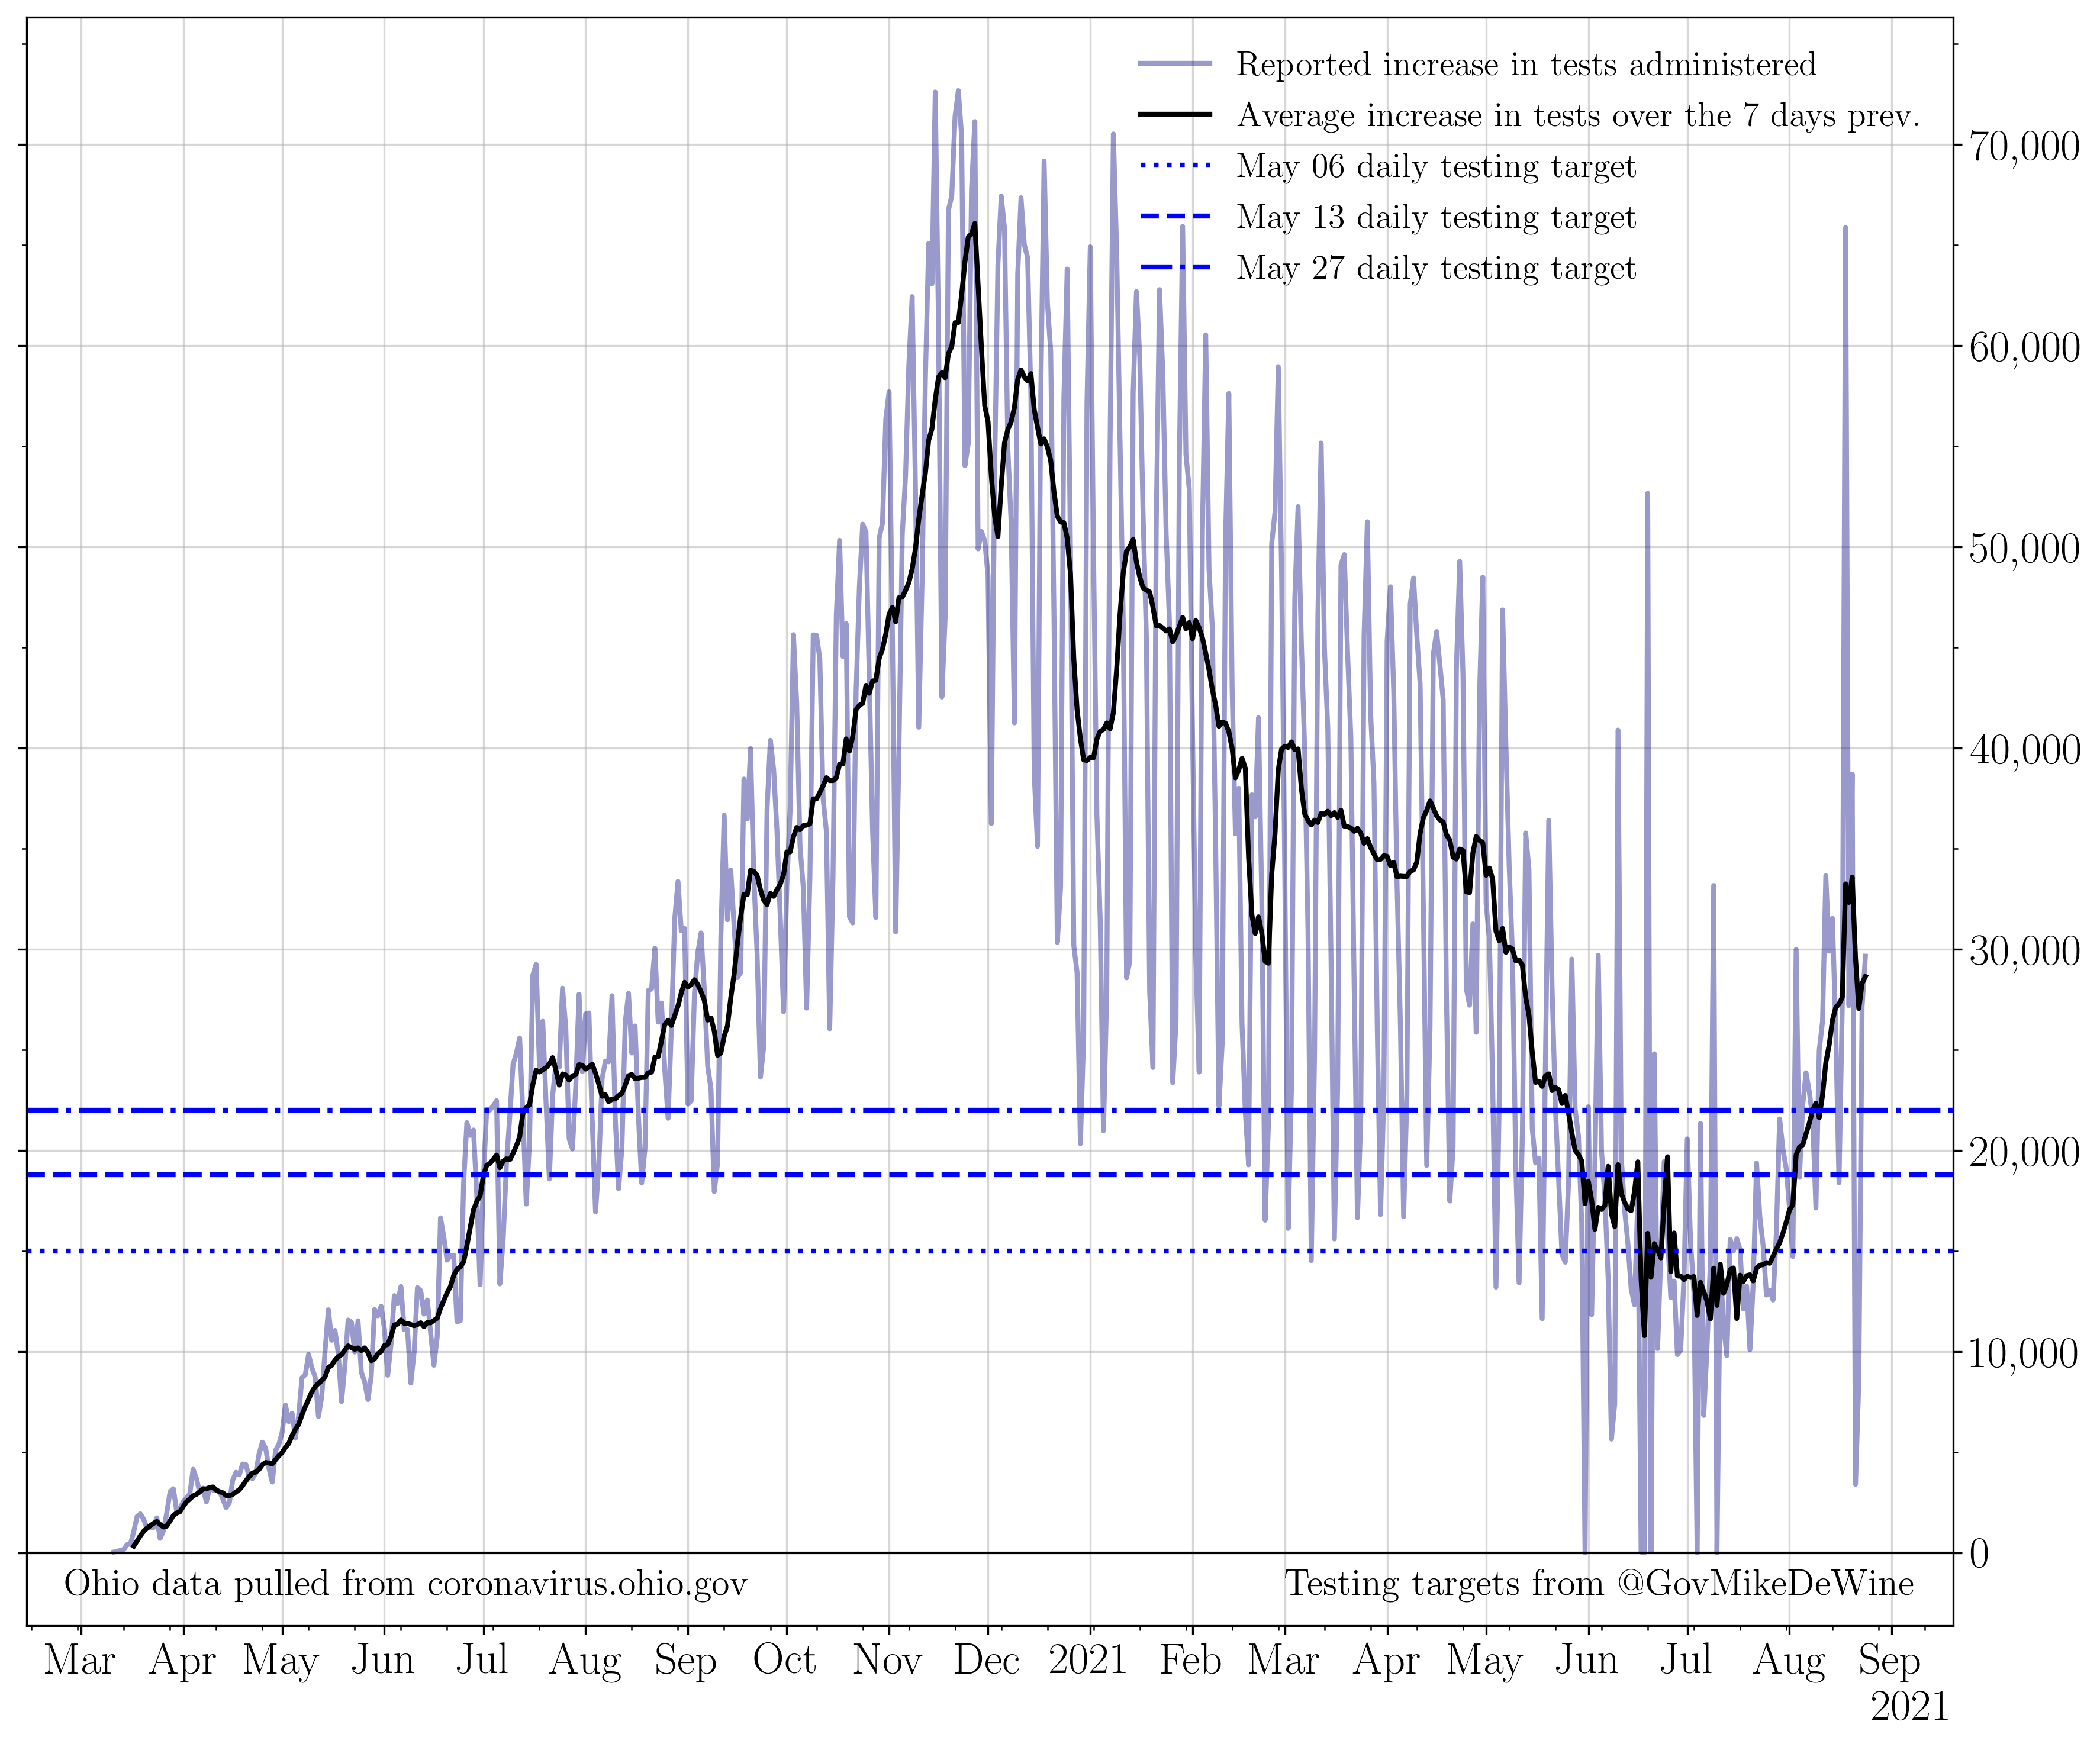 Reported increase in tests administered
Average increase in tests over the 7 days prev.
May 06 daily testing target
May 13 daily testing target
May 27 daily testing target
70,000
60,000
50,000
40,000
30,000
20,000
10,000
0
Ohio data pulled from coronavirus.ohio.gov
Testing targets from @GovMikeDeWine
Mar Apr May Jun Jul Aug Sep Oct Nov Dec 2021 Feb Mar Apr May Jun Jul Aug Sep
2021